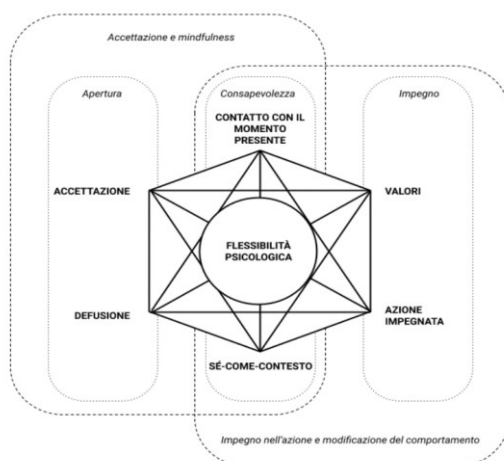 Accettazione e mindfulness
Apertura
Consapevolezza
Impegno
CONTATTO CON IL
MOMENTO
PRESENTE
ACCETTAZIONE
VALORI
FLESSIBILITÀ
PSICOLOGICA
DEFUSIONE
AZIONE
IMPEGNATA
SÉ-COME-CONTESTO
Impegno nell'azione e modificazione del comportamento